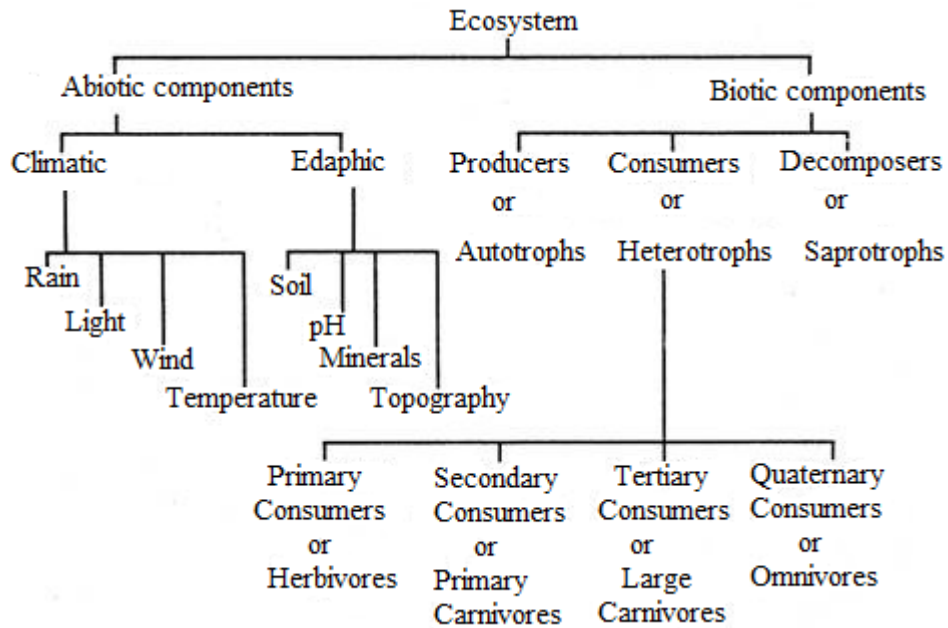 Ecosystem
Abiotic components
Biotic components
Climatic
Edaphic
Producers
or
Autotrophs
Consumers
or
Heterotrophs
Decomposers
or
Saprotrophs
Rain
Light
Wind
Temperature
Soil
pH
Minerals
Topography
Primary
Consumers
or
Herbivores
Secondary
Consumers
or
Primary
Carnivores
Tertiary
Consumers
or
Large
Carnivores
Quaternary
Consumers
or
Omnivores